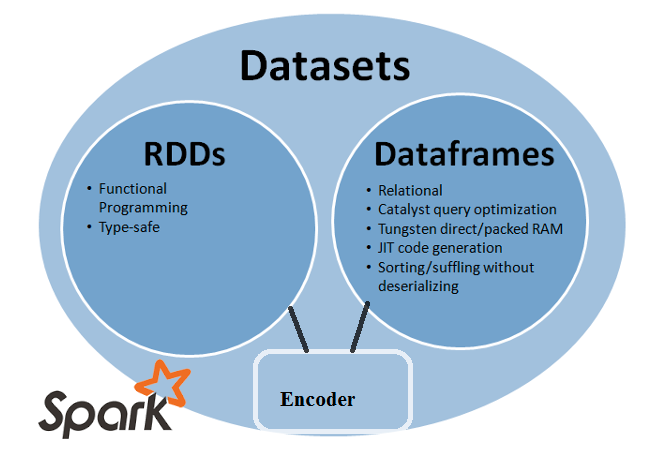 Datasets
RDDs
• Functional
Programming
• Type-safe
Dataframes
• Relational
• Catalyst query optimization
• Tungsten direct/packed RAM
• JIT code generation
• Sorting/suffling without
deserializing
Encoder
Spark